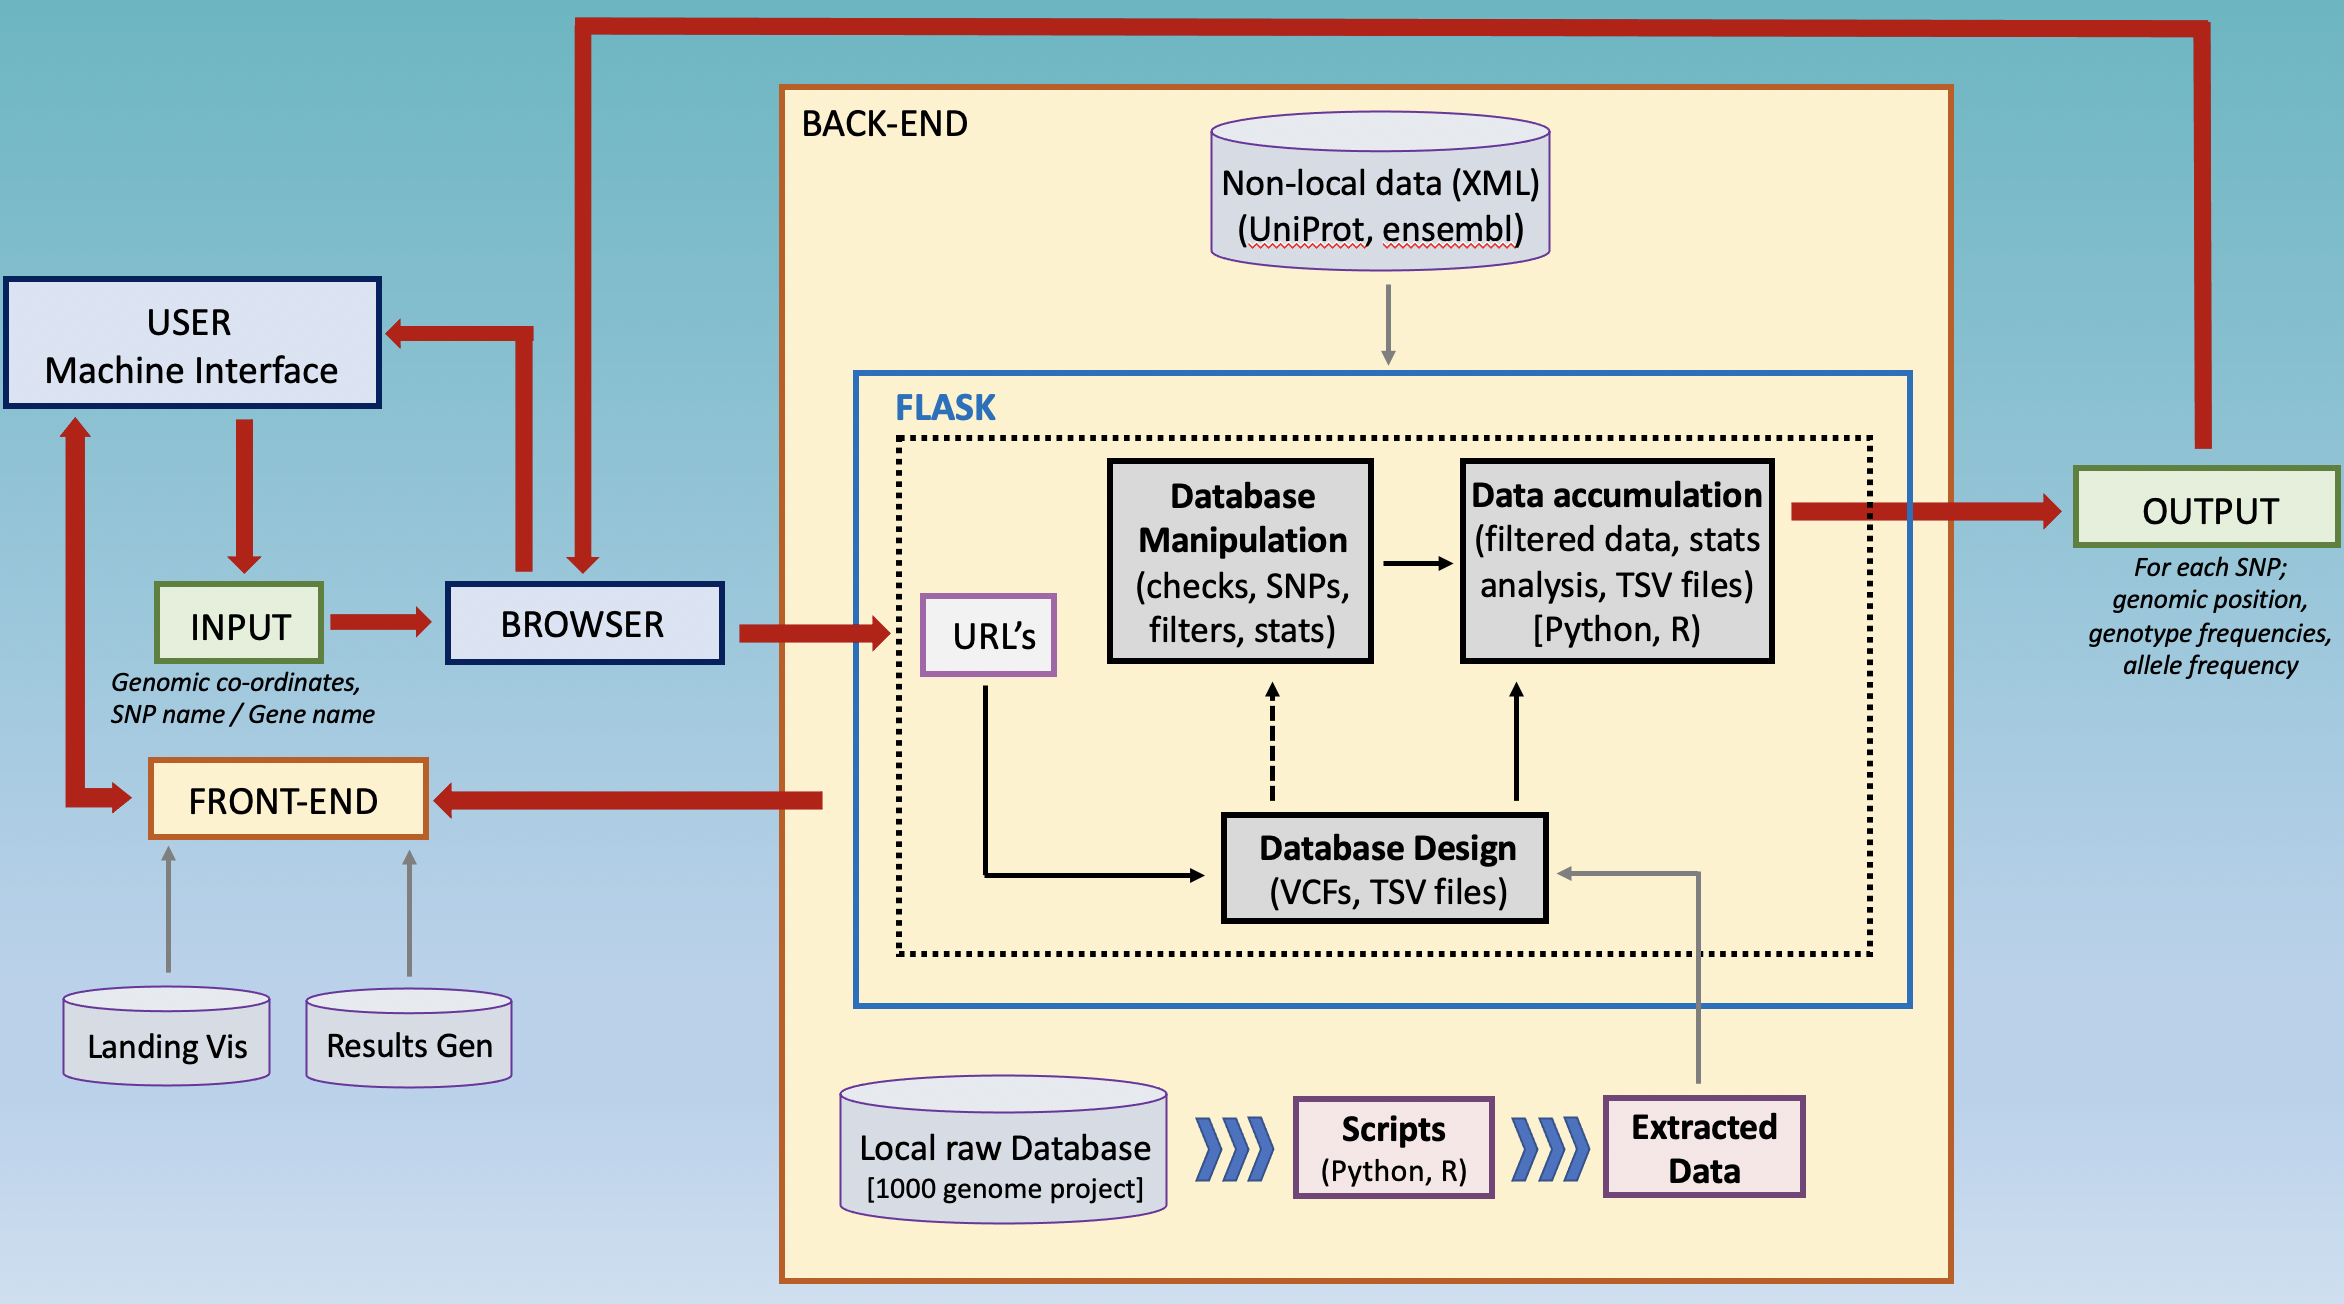 BACK-END
Non-local data (XML)
(UniProt, ensembl)
USER
Machine Interface
FLASK
Database
Manipulation
(checks, SNPs,
filters, stats)
Data accumulation
(filtered data, stats
analysis, TSV files)
[Python, R)
OUTPUT
For each SNP;
genomic position,
genotype frequencies,
allele frequency
INPUT
Genomic co-ordinates,
SNP name / Gene name
BROWSER
URL’s
FRONT-END
Database Design
(VCFs, TSV files)
Landing Vis
Results Gen
Local raw Database
[1000 genome project]
Scripts
(Python, R)
Extracted
Data